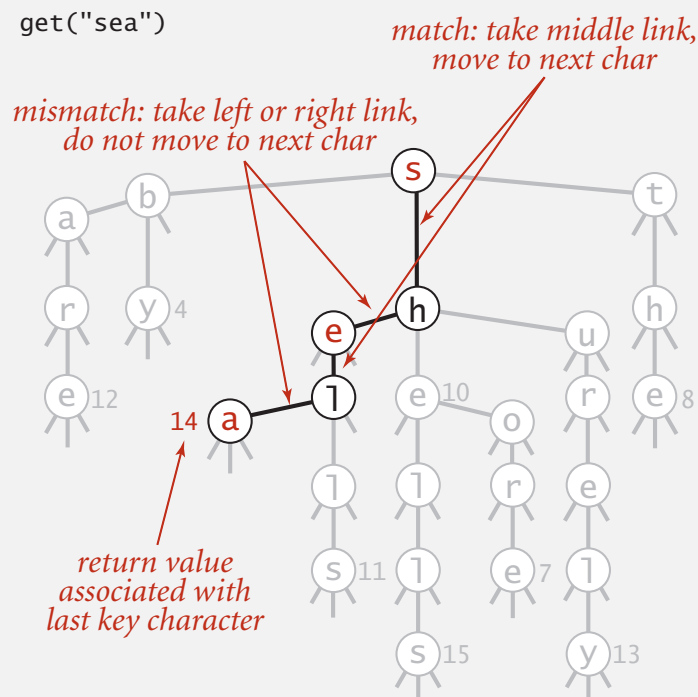 get("sea")
match: take middle link,
move to next char
mismatch: take left or right link,
do not move to next char
s
b
t
a
r
y 4
h
h
e
u
e 12
l
e 10
r
e 8
14 a
o
l
l
r
e
s 11
l
e 7
l
return value
associated with
last key character
s 15
y 13